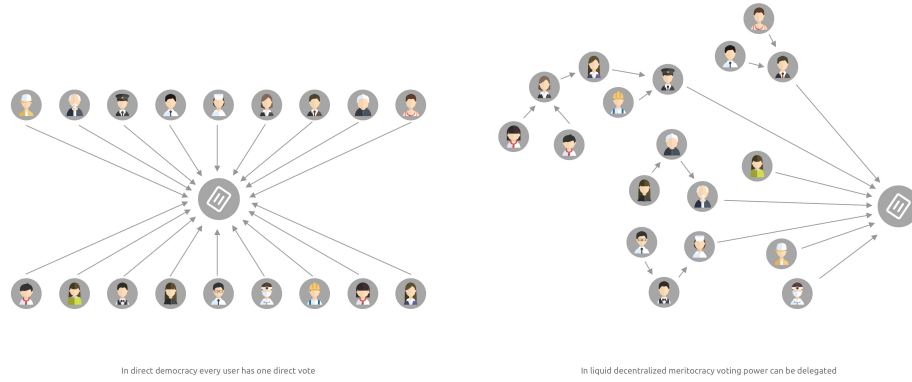 In direct democracy every user has one direct vote
In liquid decentralized meritocracy voting power can be delegated